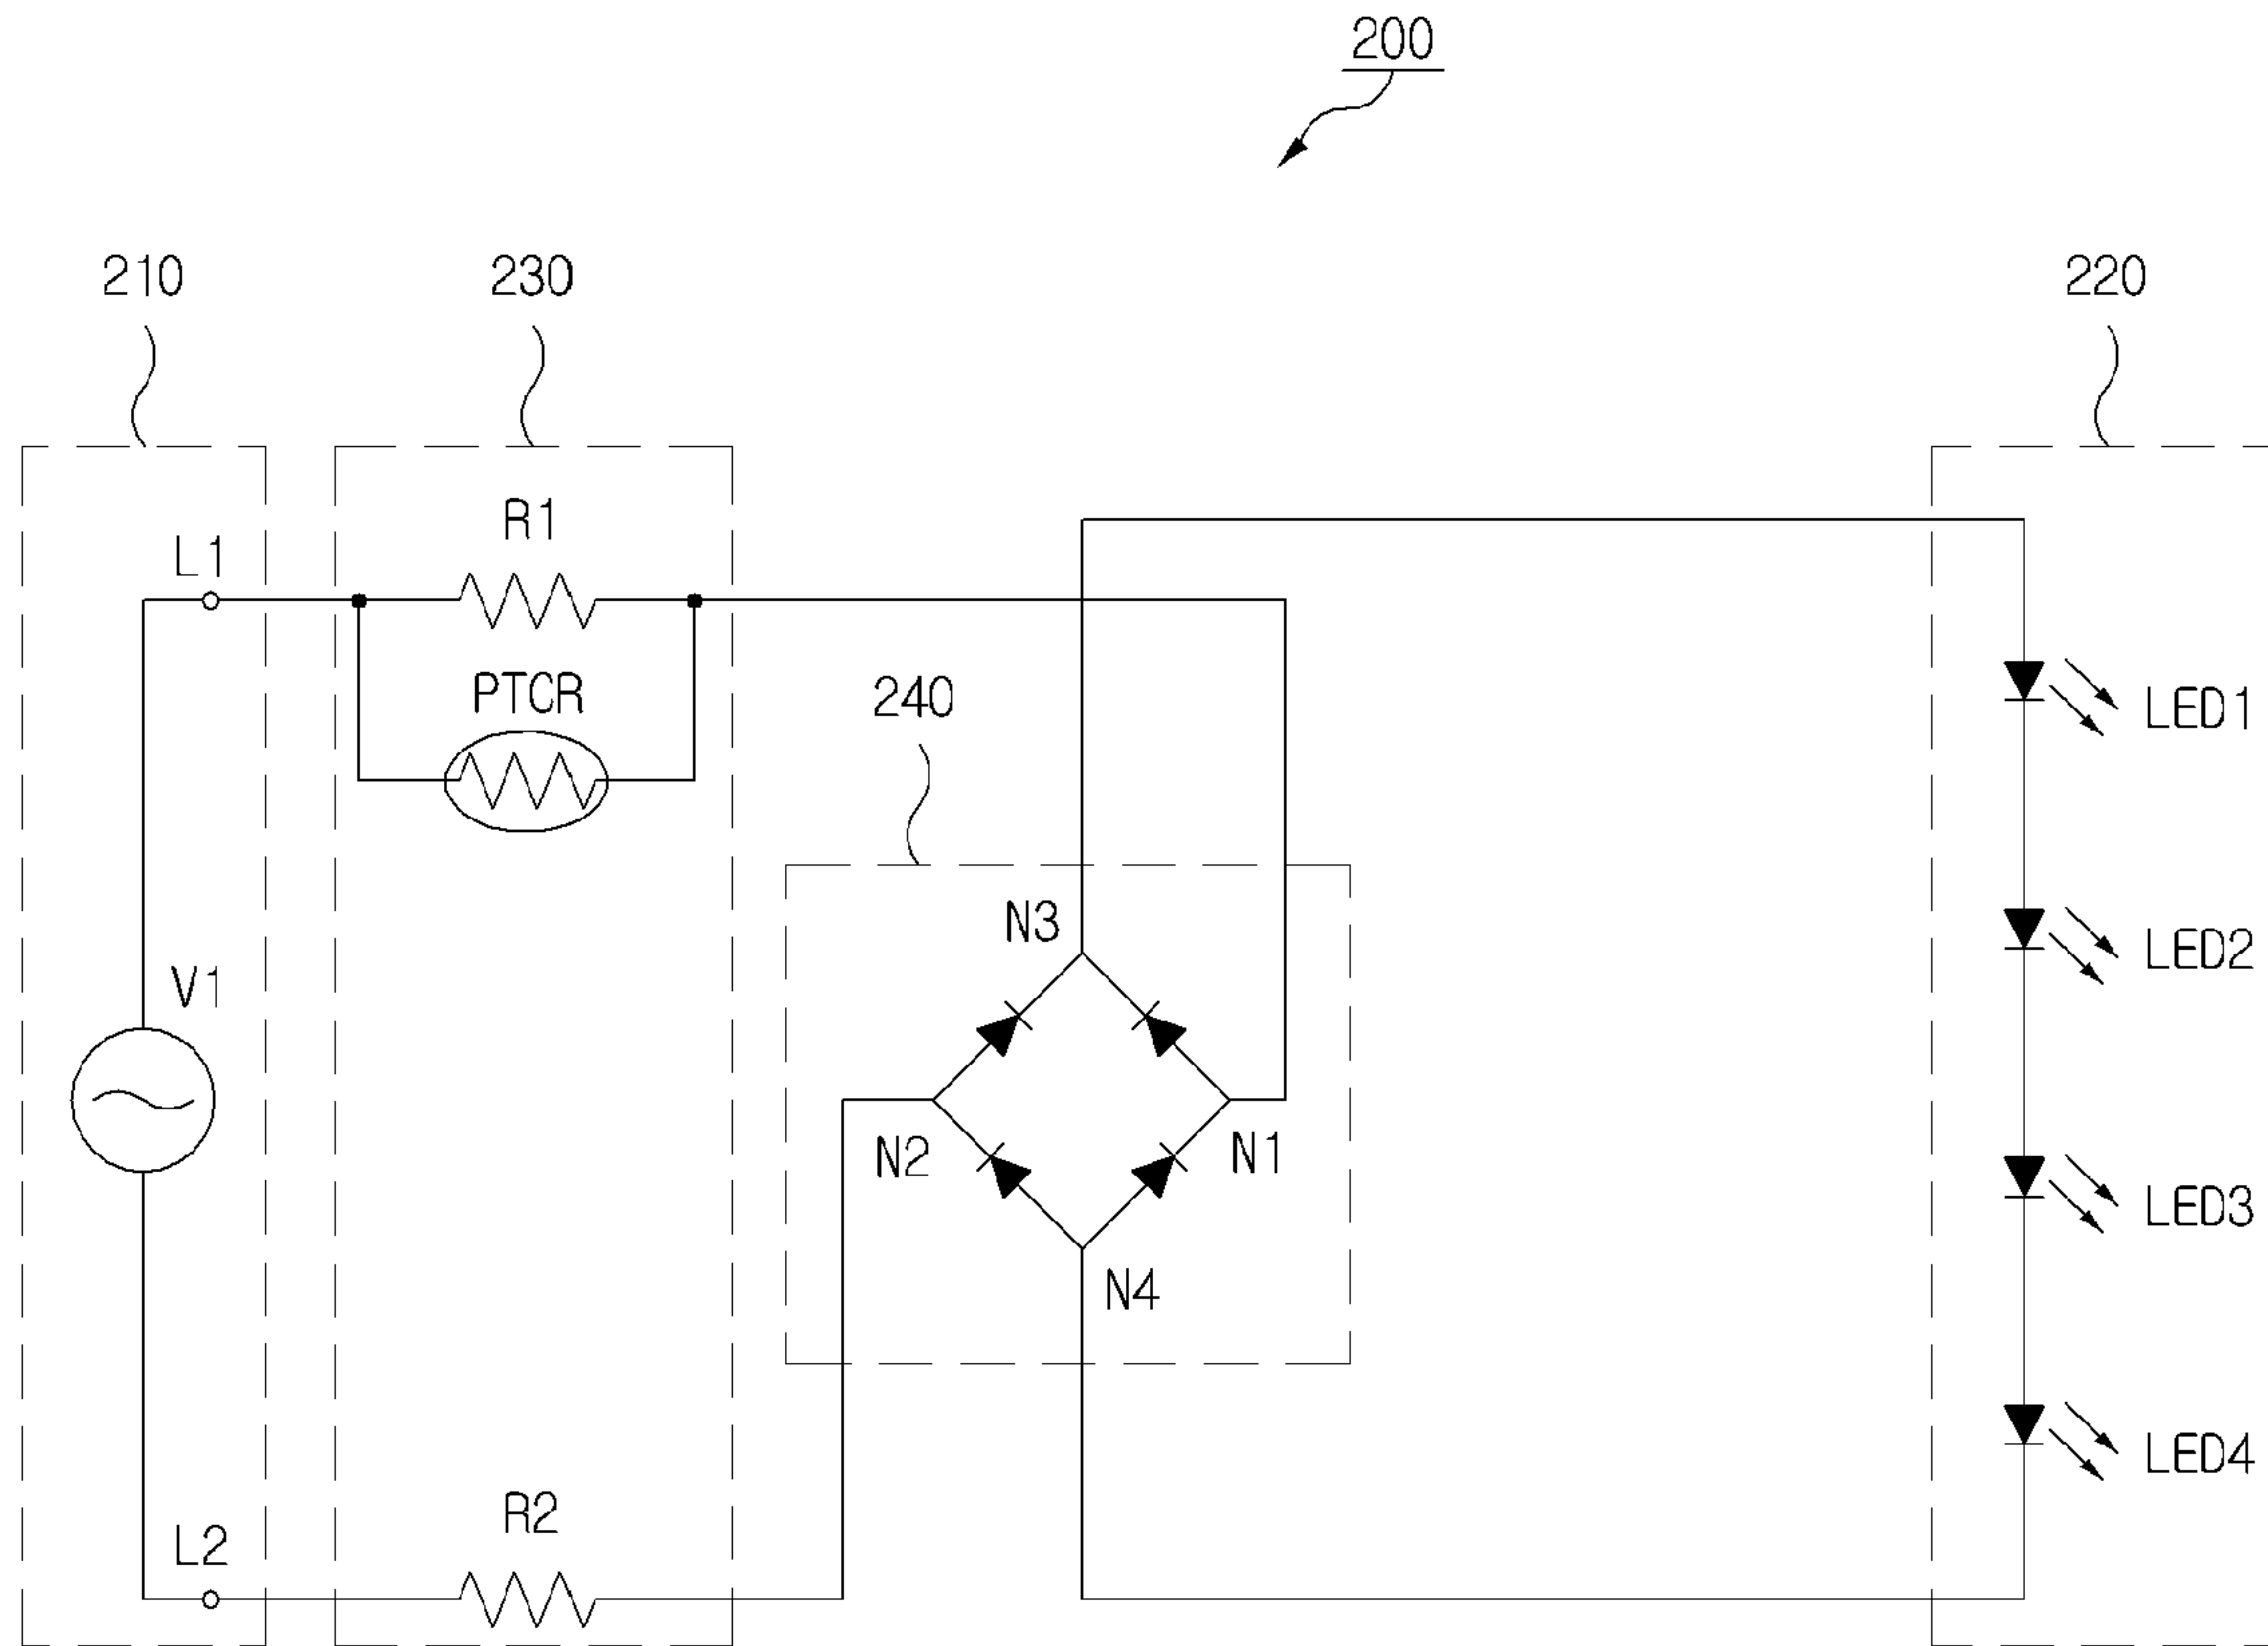 200
210
230
220
R1
L1
PTCR
240
LED1
N3
LED2
V1
N2
N1
LED3
N4
LED4
R2
L2